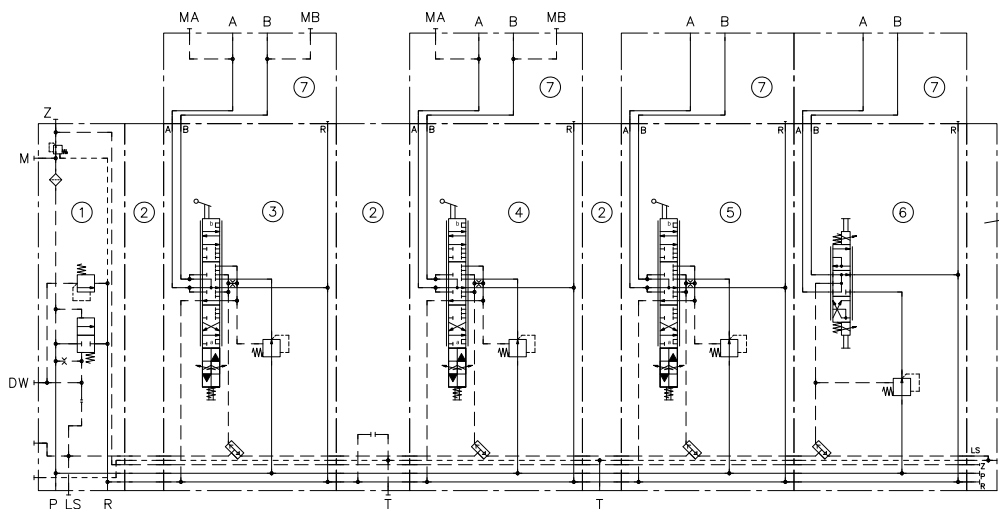 MA A B MB
MA A B MB
A B
A B
7 7 7 7
Z
A B R
A B R
A B R
A B R
M
1 2 3 2 4 2 5 6
b b b
a a a
DW
LS
Z
P
R
P LS R T T